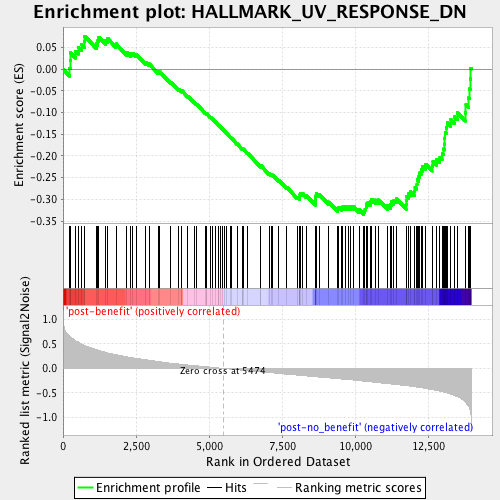 Enrichment plot: HALLMARK_UV_RESPONSE_DN
Enrichment score (ES)
0.05
0.00
-0.05
-0.10
-0.15
-0.20
-0.25
-0.30
-0.35
'post-benefit' (positively correlated)
Ranked list metric (Signal2Noise)
1.0
0.5
0.0
-0.5
-1.0
Zero cross at 5474
'post-no_benefit' (negatively correlated)
0
2,500
5,000
7,500
10,000
12,500
Rank in Ordered Dataset
Enrichment profile
Hits
Ranking metric scores